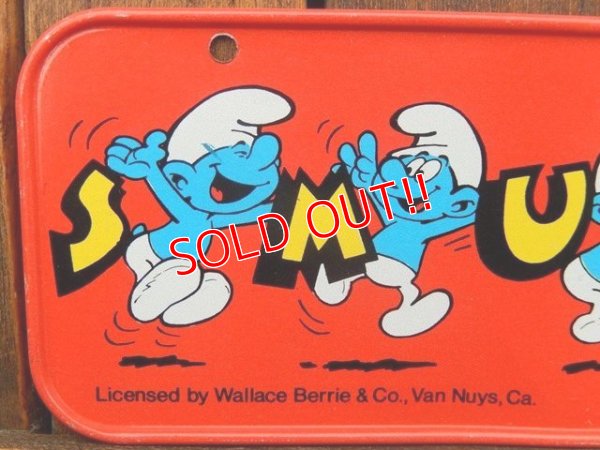 S M U
SOLD OUT!!
Licensed by Wallace Berrie & Co., Van Nuys, Ca.